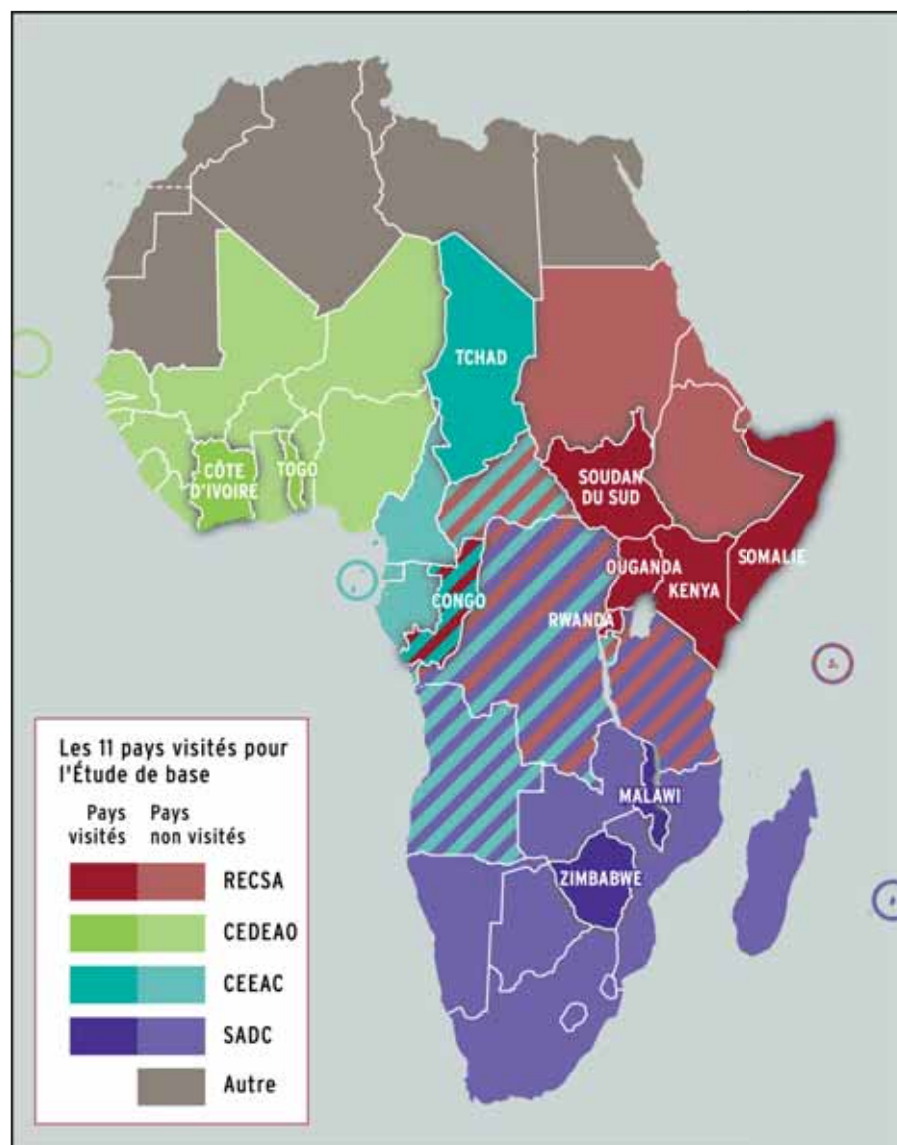 TCHAD
CÔTE
D'IVOIRE
TOGO
SOUDAN
DU SUD
SOMALIE
OUGANDA
KENYA
CONGO
RWANDA
MALAWI
ZIMBABWE
Les 11 pays visités pour
l'Étude de base
Pays
visités
Pays
non visités
RECSA
CEDEAO
CEEAC
SADC
Autre